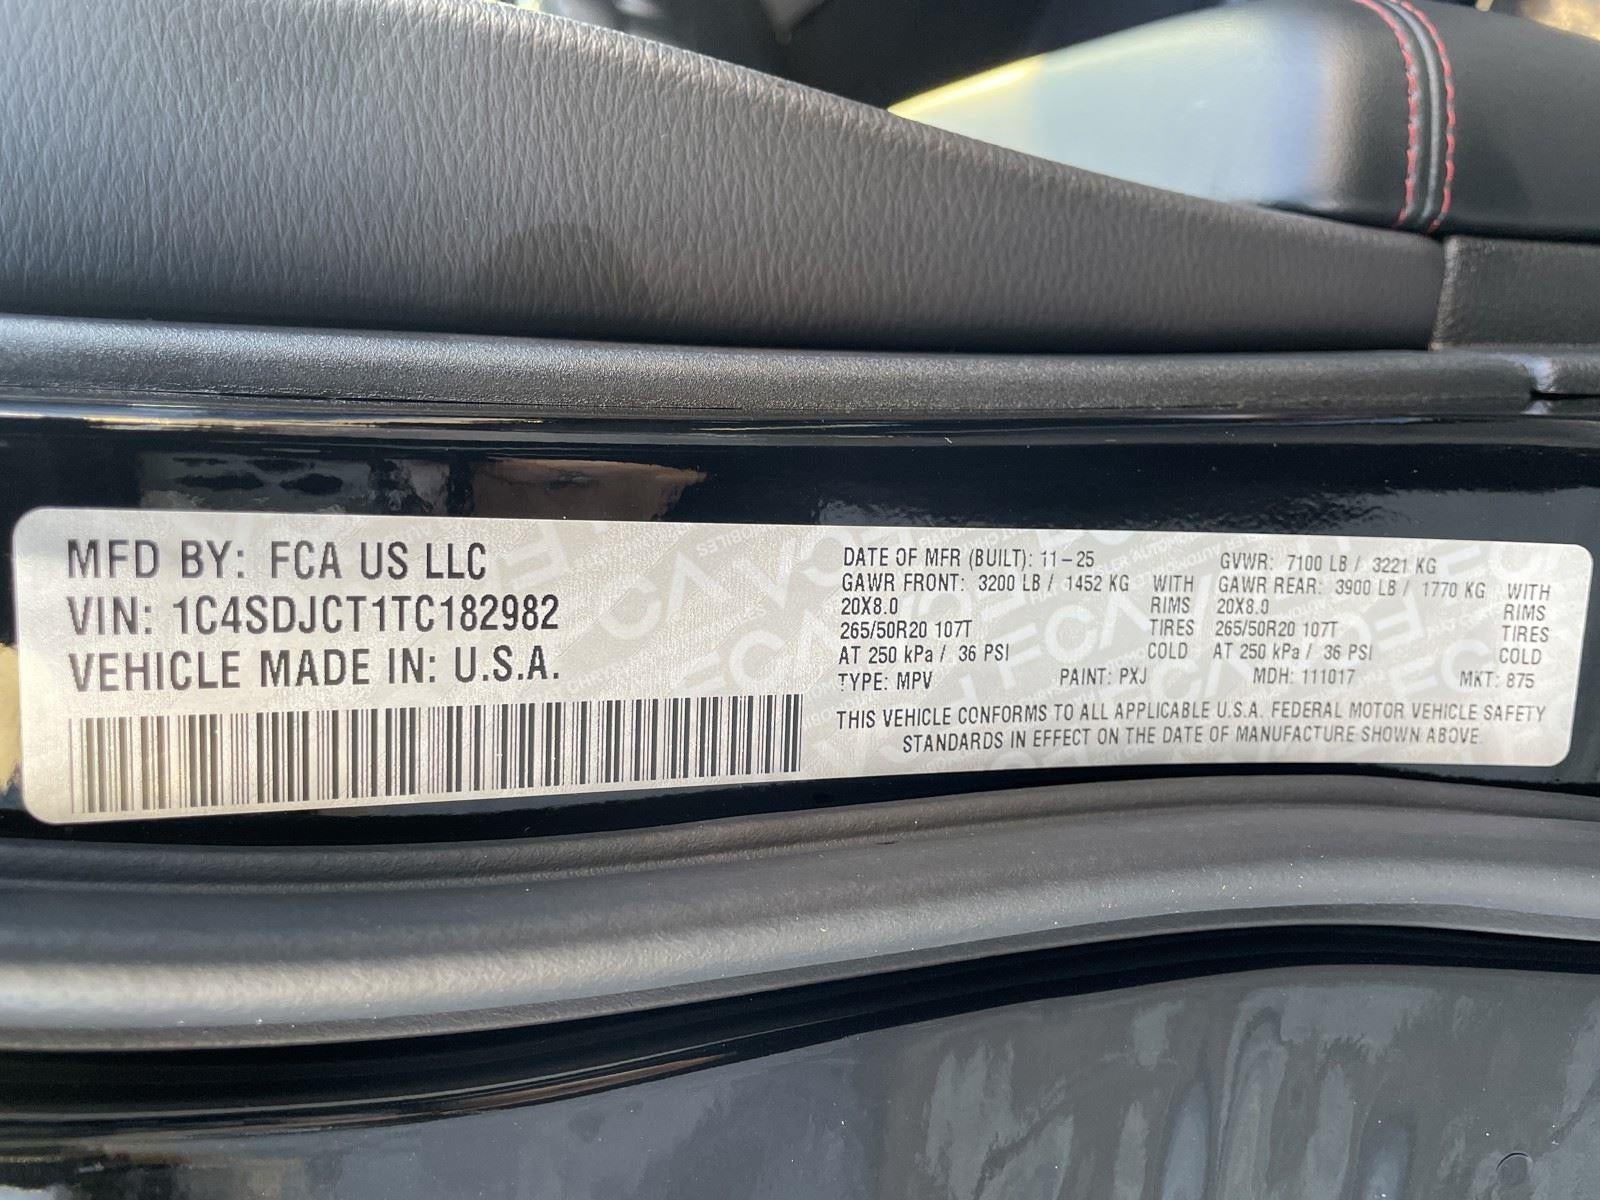 MFD BY: FCA US LLC
VIN: 1C4SDJCT1TC182982
VEHICLE MADE IN: U.S.A.
DATE OF MFR (BUILT): 11-25
GAWR FRONT: 3200 LB / 1452 KG WITH
20X8.0 RIMS
265/50R20 107T TIRES
AT 250 kPa / 36 PSI COLD
GVWR: 7100 LB / 3221 KG
GAWR REAR: 3900 LB / 1770 KG WITH
20X8.0 RIMS
265/50R20 107T TIRES
AT 250 kPa / 36 PSI COLD
TYPE: MPV PAINT: PXJ MDH: 111017 MKT: 875
THIS VEHICLE CONFORMS TO ALL APPLICABLE U.S.A. FEDERAL MOTOR VEHICLE SAFETY
STANDARDS IN EFFECT ON THE DATE OF MANUFACTURE SHOWN ABOVE.